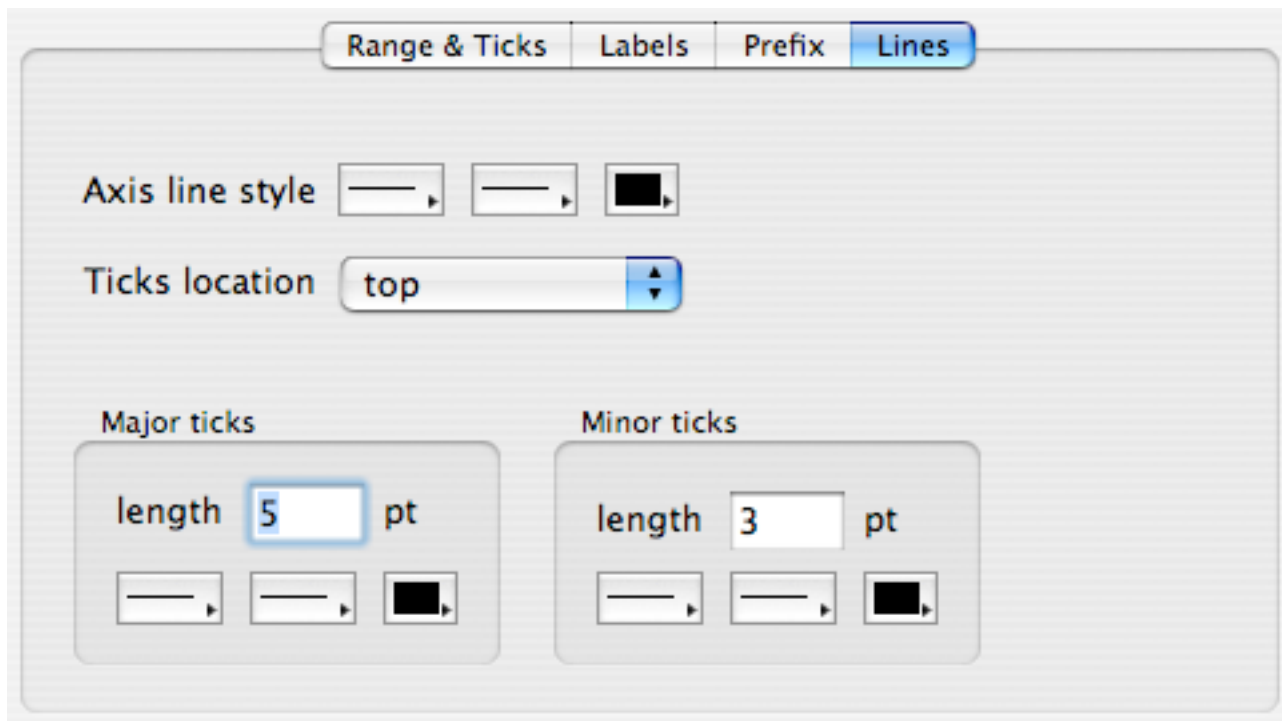 Range & Ticks Labels Prefix Lines
Axis line style
Ticks location top
Major ticks Minor ticks
length 5 pt length 3 pt